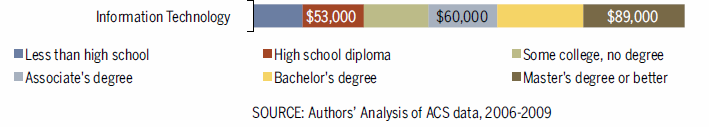 Information Technology $53,000 $60,000 $89,000
Less than high school High school diploma Some college, no degree
Associate's degree Bachelor's degree Master's degree or better
SOURCE: Authors' Analysis of ACS data, 2006-2009